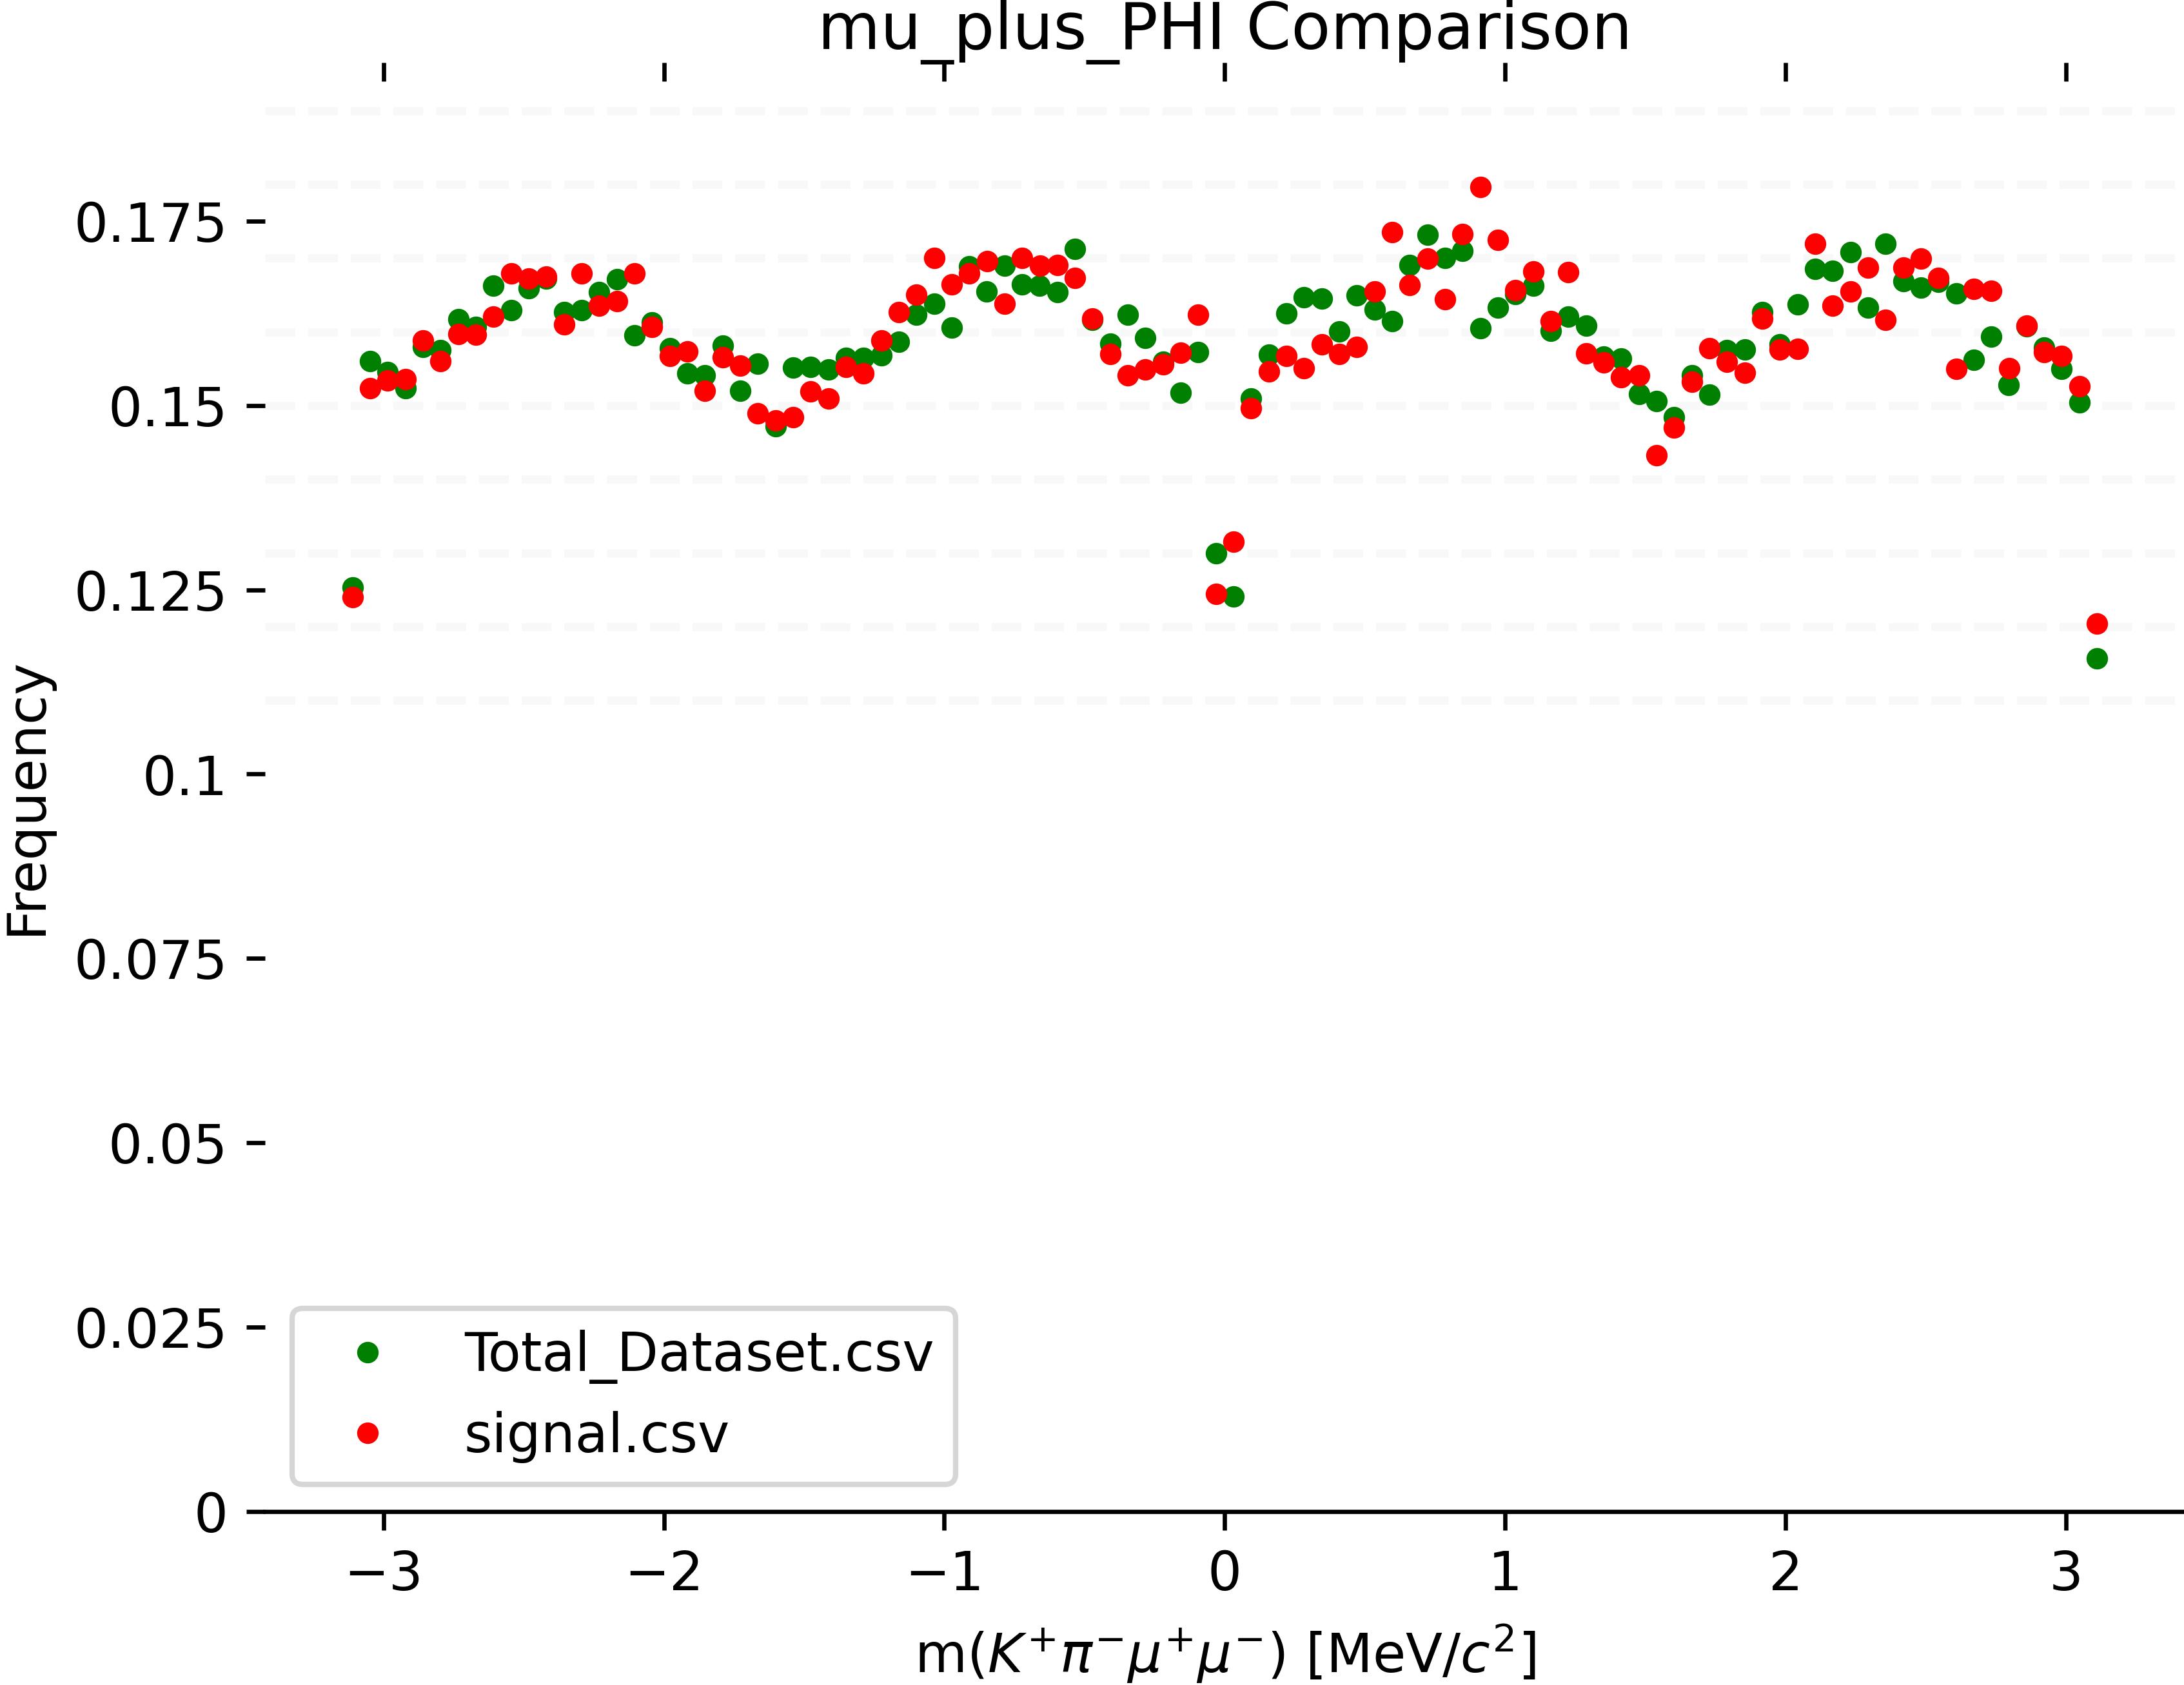 mu_plus_PHI Comparison
0.175
0.15
0.125
0.1
0.075
0.05
0.025
0
Frequency
Total_Dataset.csv
signal.csv
−3 −2 −1 0 1 2 3
m(K⁺π⁻μ⁺μ⁻) [MeV/c²]